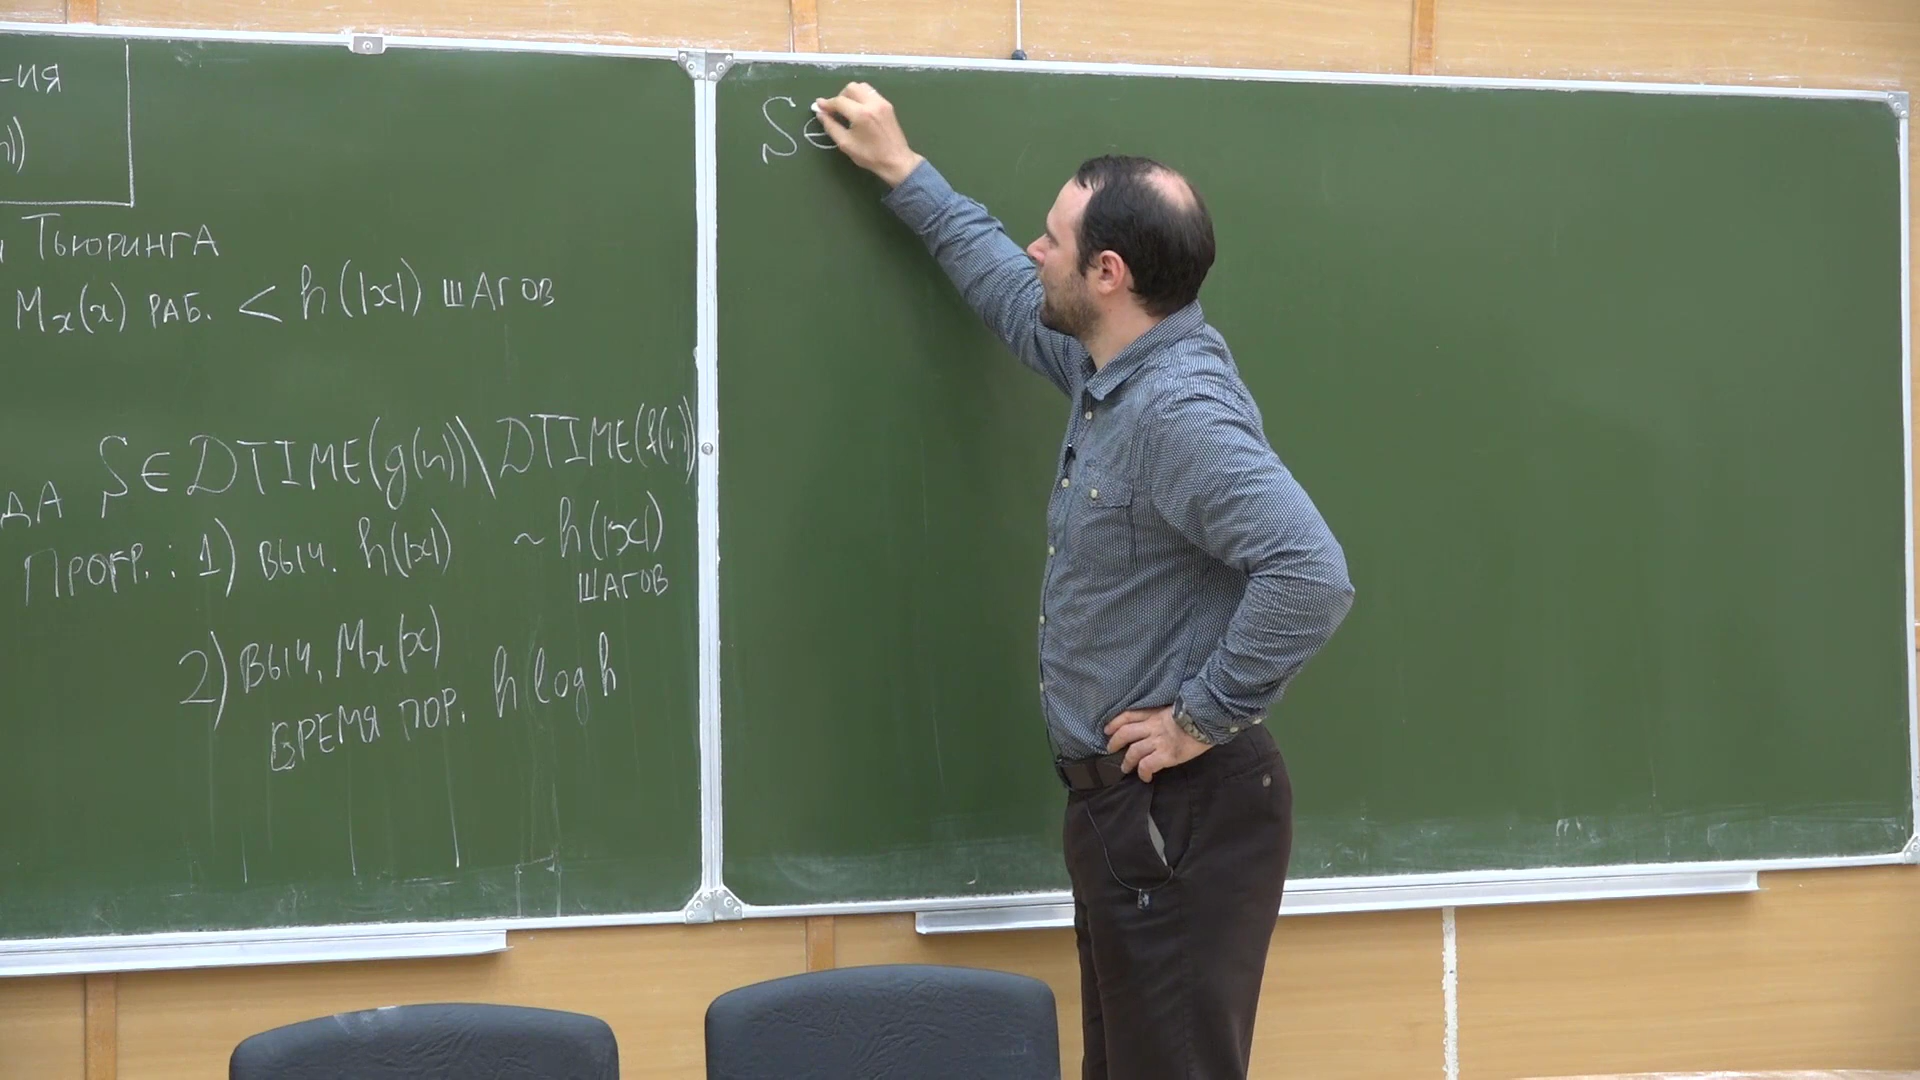 -ия
Тьюринга
Mₓ(x) раб. < h(|x|) шагов
да S∈DTIME(g(n))\DTIME(f(n))
Прогр.: 1) выч. h(|x|) ~ h(|x|)
шагов
2) выч. Mₓ(x)
время пор. h log h
S∈